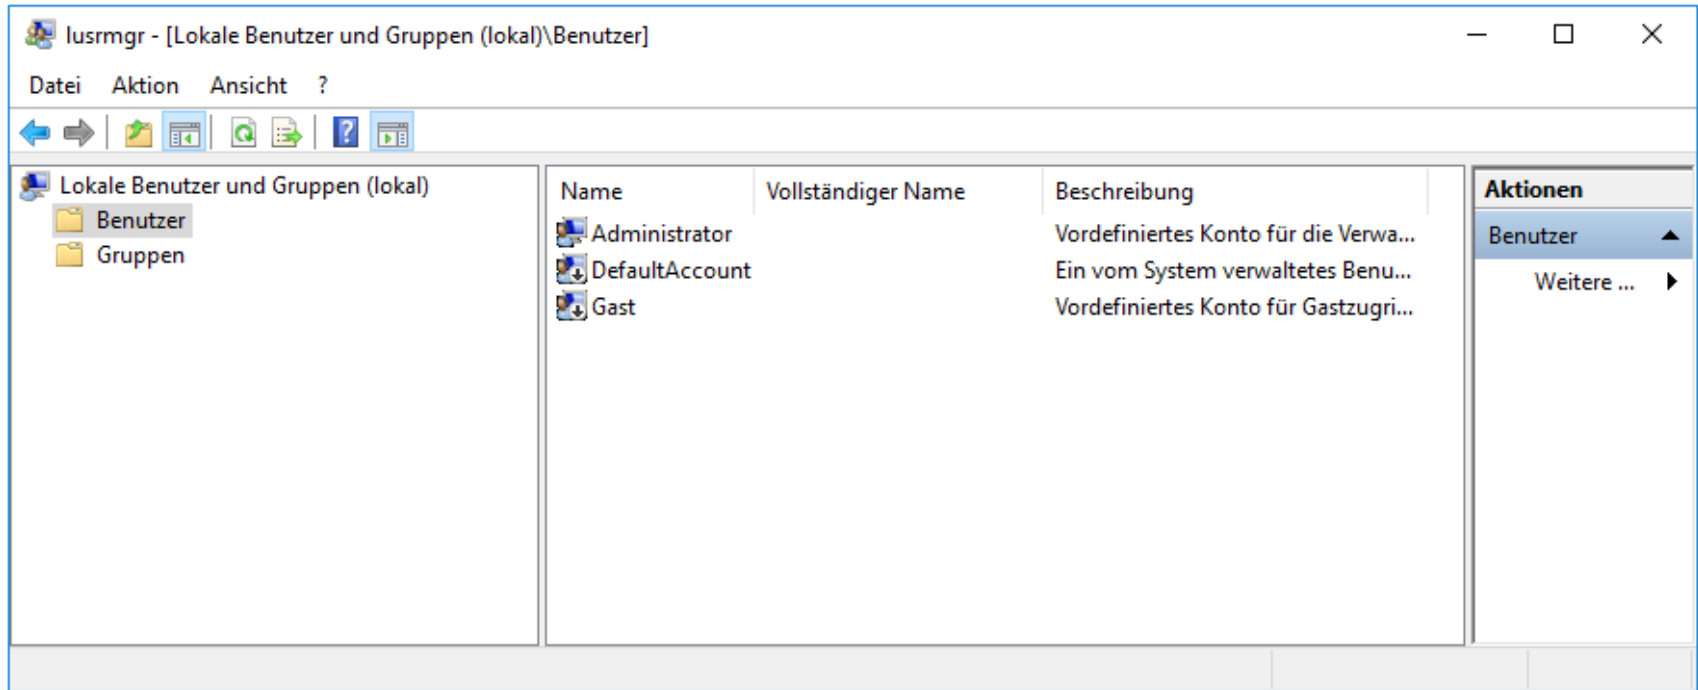 lusrmgr - [Lokale Benutzer und Gruppen (lokal)\Benutzer]
Datei Aktion Ansicht ?
Lokale Benutzer und Gruppen (lokal)
Benutzer
Gruppen
Name Vollständiger Name Beschreibung
Administrator Vordefiniertes Konto für die Verwa...
DefaultAccount Ein vom System verwaltetes Benu...
Gast Vordefiniertes Konto für Gastzugri...
Aktionen
Benutzer
Weitere ...